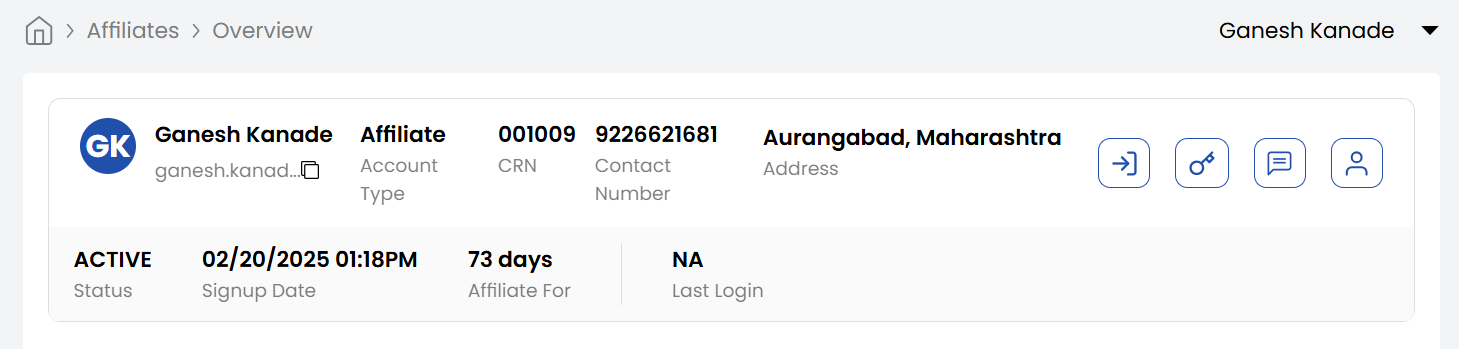 Affiliates > Overview
Ganesh Kanade
GK
Ganesh Kanade
ganesh.kanad...
Affiliate
Account
Type
001009
CRN
9226621681
Contact
Number
Aurangabad, Maharashtra
Address
ACTIVE
Status
02/20/2025 01:18PM
Signup Date
73 days
Affiliate For
NA
Last Login